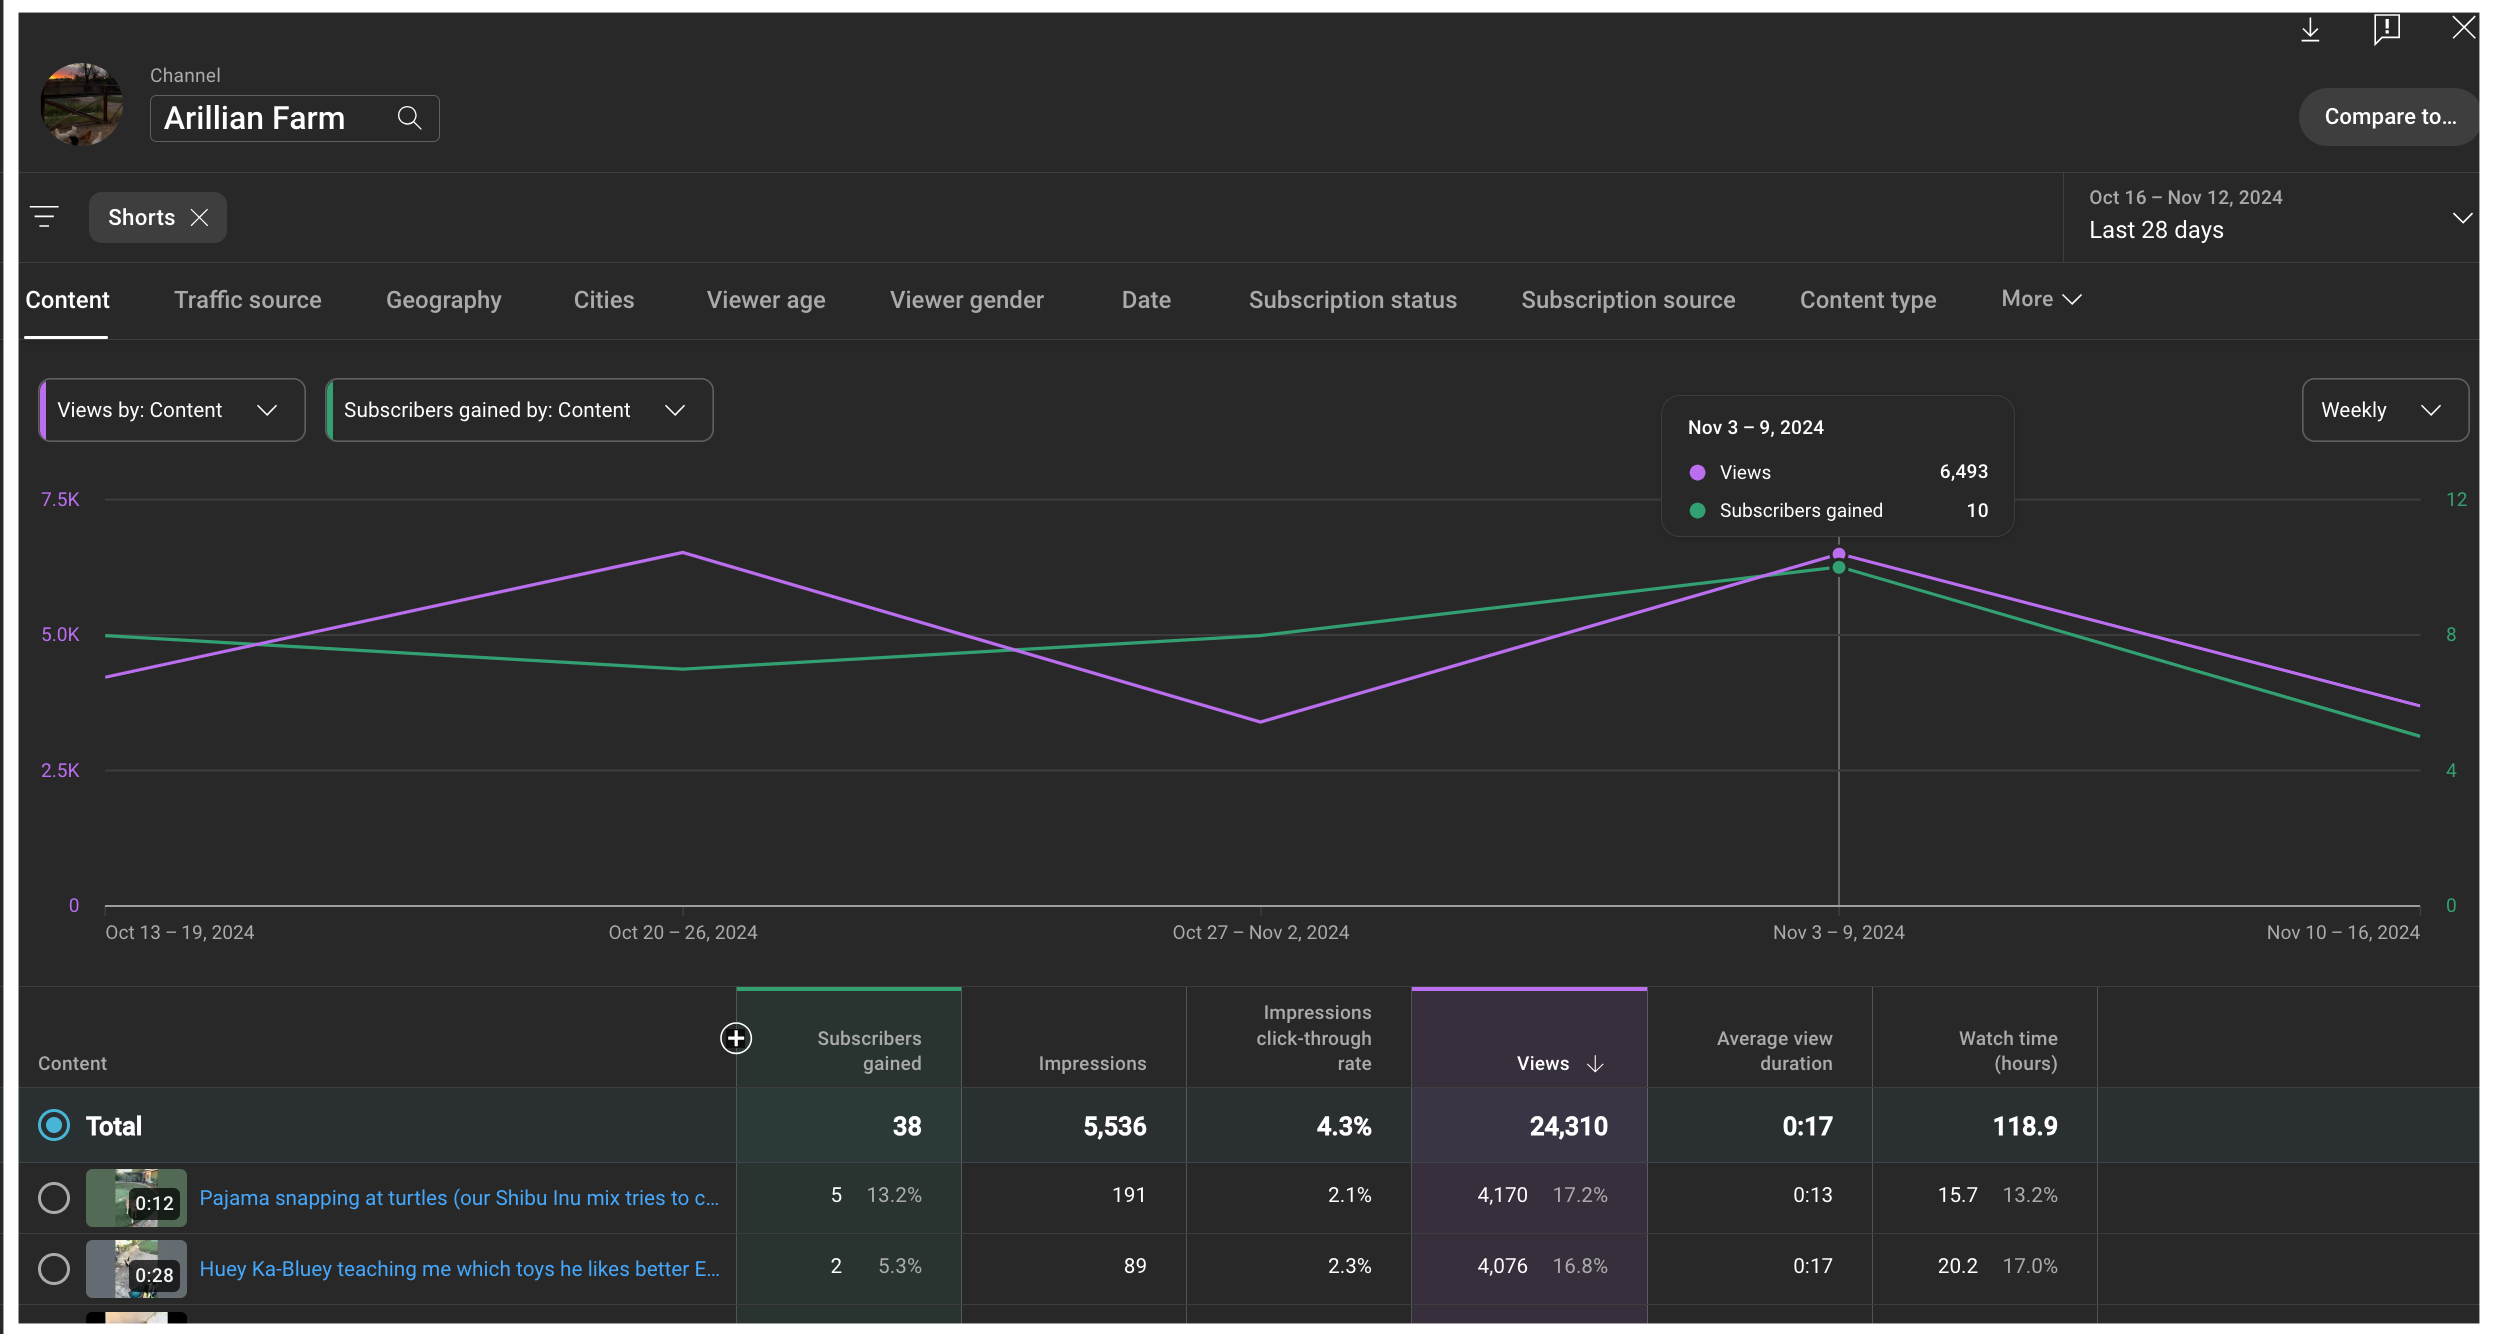 Channel
Arillian Farm
Compare to...
Shorts
Oct 16 – Nov 12, 2024
Last 28 days
Content Traffic source Geography Cities Viewer age Viewer gender Date Subscription status Subscription source Content type More
Views by: Content
Subscribers gained by: Content
Weekly
Nov 3 – 9, 2024
Views 6,493
Subscribers gained 10
7.5K 12
5.0K 8
2.5K 4
0 0
Oct 13 – 19, 2024 Oct 20 – 26, 2024 Oct 27 – Nov 2, 2024 Nov 3 – 9, 2024 Nov 10 – 16, 2024
Content
Subscribers
gained
Impressions
Impressions
click-through
rate
Views
Average view
duration
Watch time
(hours)
Total 38 5,536 4.3% 24,310 0:17 118.9
0:12 Pajama snapping at turtles (our Shibu Inu mix tries to c... 5 13.2% 191 2.1% 4,170 17.2% 0:13 15.7 13.2%
0:28 Huey Ka-Bluey teaching me which toys he likes better E... 2 5.3% 89 2.3% 4,076 16.8% 0:17 20.2 17.0%